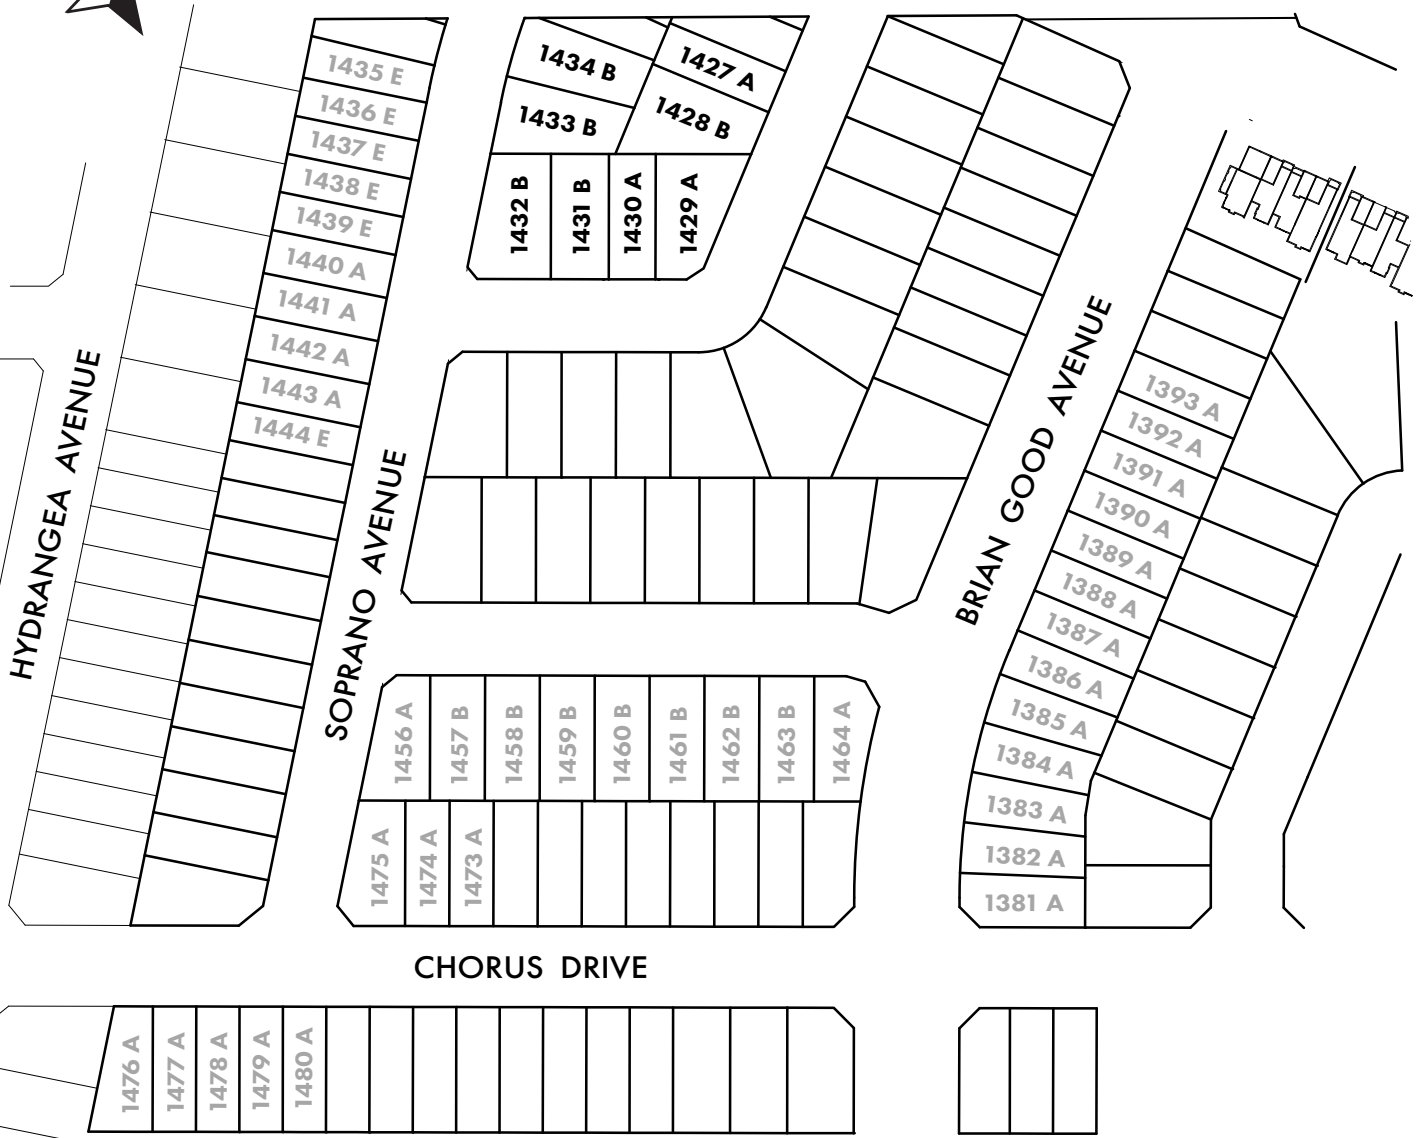 1435 E
1436 E
1437 E
1438 E
1439 E
1440 A
1441 A
1442 A
1443 A
1444 E
1434 B
1433 B
1427 A
1428 B
1432 B
1431 B
1430 A
1429 A
HYDRANGEA AVENUE
SOPRANO AVENUE
BRIAN GOOD AVENUE
1393 A
1392 A
1391 A
1390 A
1389 A
1388 A
1387 A
1386 A
1385 A
1384 A
1383 A
1382 A
1381 A
1456 A
1457 B
1458 B
1459 B
1460 B
1461 B
1462 B
1463 B
1464 A
1475 A
1474 A
1473 A
CHORUS DRIVE
1476 A
1477 A
1478 A
1479 A
1480 A